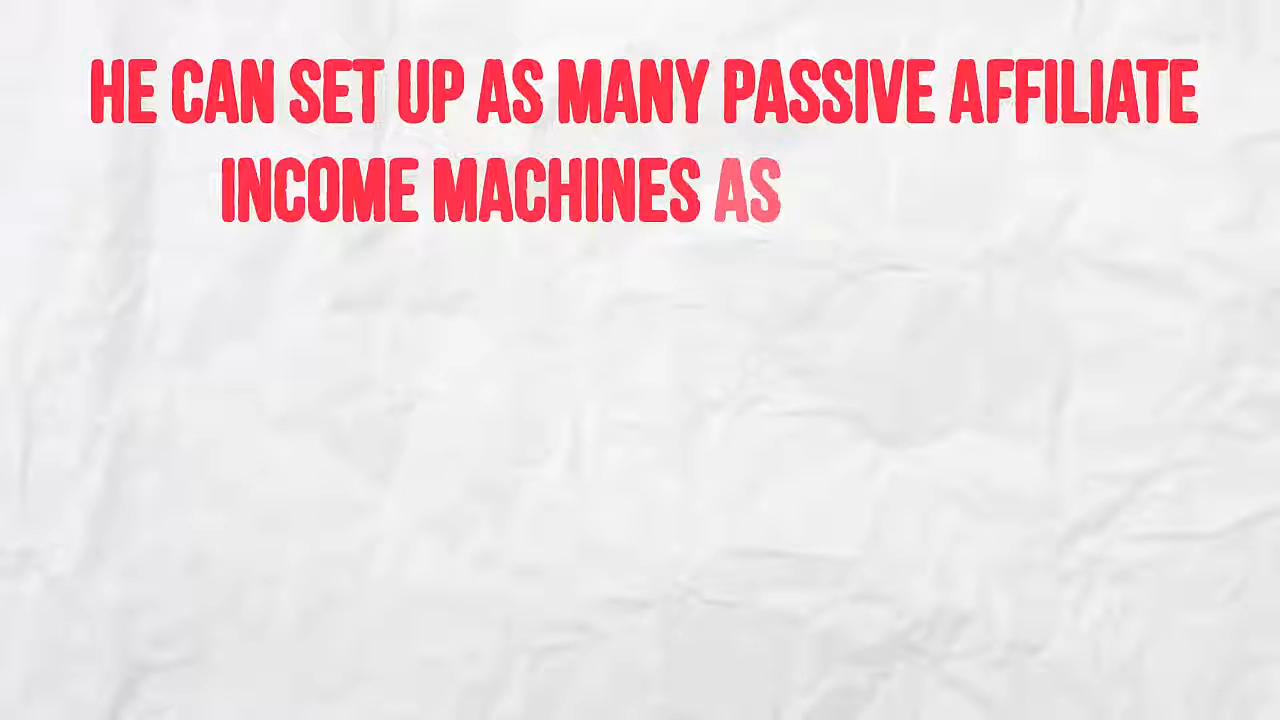 HE CAN SET UP AS MANY PASSIVE AFFILIATE
INCOME MACHINES AS